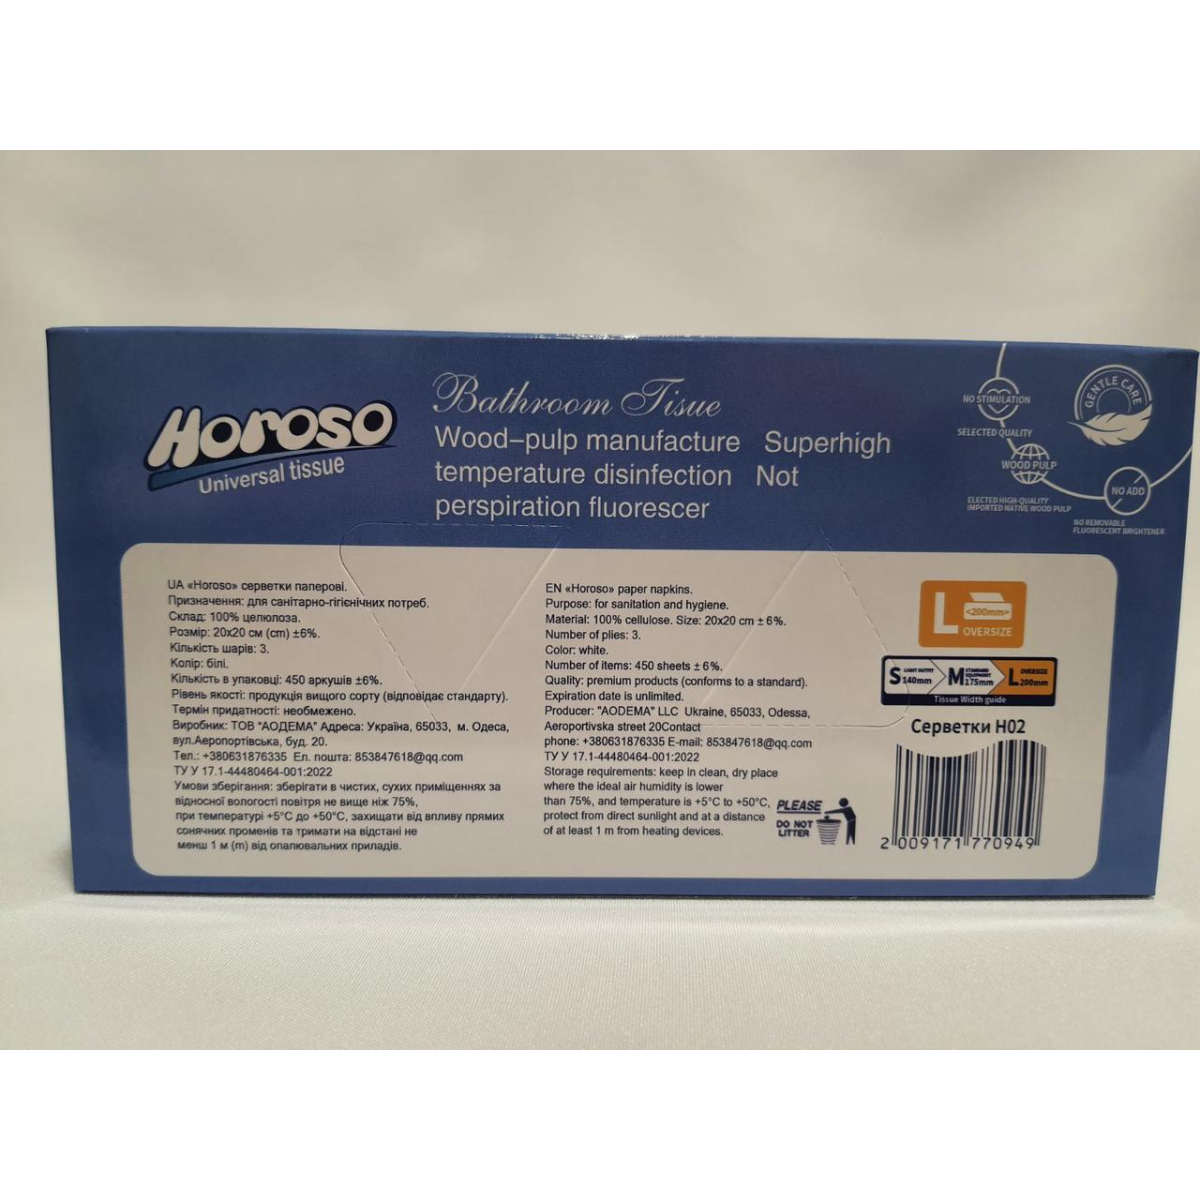 Horoso
Universal tissue
Bathroom Tisue
Wood-pulp manufacture Superhigh
temperature disinfection Not
perspiration fluorescer
NO STIMULATION
SELECTED QUALITY
GENTLE CARE
WOOD PULP
ELECTED HIGH-QUALITY
IMPORTED NATIVE WOOD PULP
NO ADD
NO REMOVABLE
FLUORESCENT BRIGHTENER
UA «Horoso» серветки паперові.
Призначення: для санітарно-гігієнічних потреб.
Склад: 100% целюлоза.
Розмір: 20х20 см (cm) ±6%.
Кількість шарів: 3.
Колір: білі.
Кількість в упаковці: 450 аркушів ±6%.
Рівень якості: продукція вищого сорту (відповідає стандарту).
Термін придатності: необмежено.
Виробник: ТОВ "АОДЕМА" Адреса: Україна, 65033, м. Одеса,
вул.Аеропортівська, буд. 20.
Тел.: +380631876335 Ел. пошта: 853847618@qq.com
ТУ У 17.1-44480464-001:2022
Умови зберігання: зберігати в чистих, сухих приміщеннях за
відносної вологості повітря не вище ніж 75%,
при температурі +5°C до +50°C, захищати від впливу прямих
сонячних променів та тримати на відстані не
менш 1 м (m) від опалювальних приладів.
EN «Horoso» paper napkins.
Purpose: for sanitation and hygiene.
Material: 100% cellulose. Size: 20x20 cm ± 6%.
Number of plies: 3.
Color: white.
Number of items: 450 sheets ± 6%.
Quality: premium products (conforms to a standard).
Expiration date is unlimited.
Producer: "AODEMA" LLC Ukraine, 65033, Odessa,
Aeroportivska street 20Contact
phone: +380631876335 E-mail: 853847618@qq.com
ТУ У 17.1-44480464-001:2022
Storage requirements: keep in clean, dry place
where the ideal air humidity is lower
than 75%, and temperature is +5°C to +50°C,
protect from direct sunlight and at a distance
of at least 1 m from heating devices.
PLEASE
DO NOT
LITTER
L <200mm>
OVERSIZE
S LIGHT OUTFIT 140mm M STANDARD EQUIPMENT 175mm L OVERSIZE 200mm
Tissue Width guide
Серветки H02
2 009171 770949